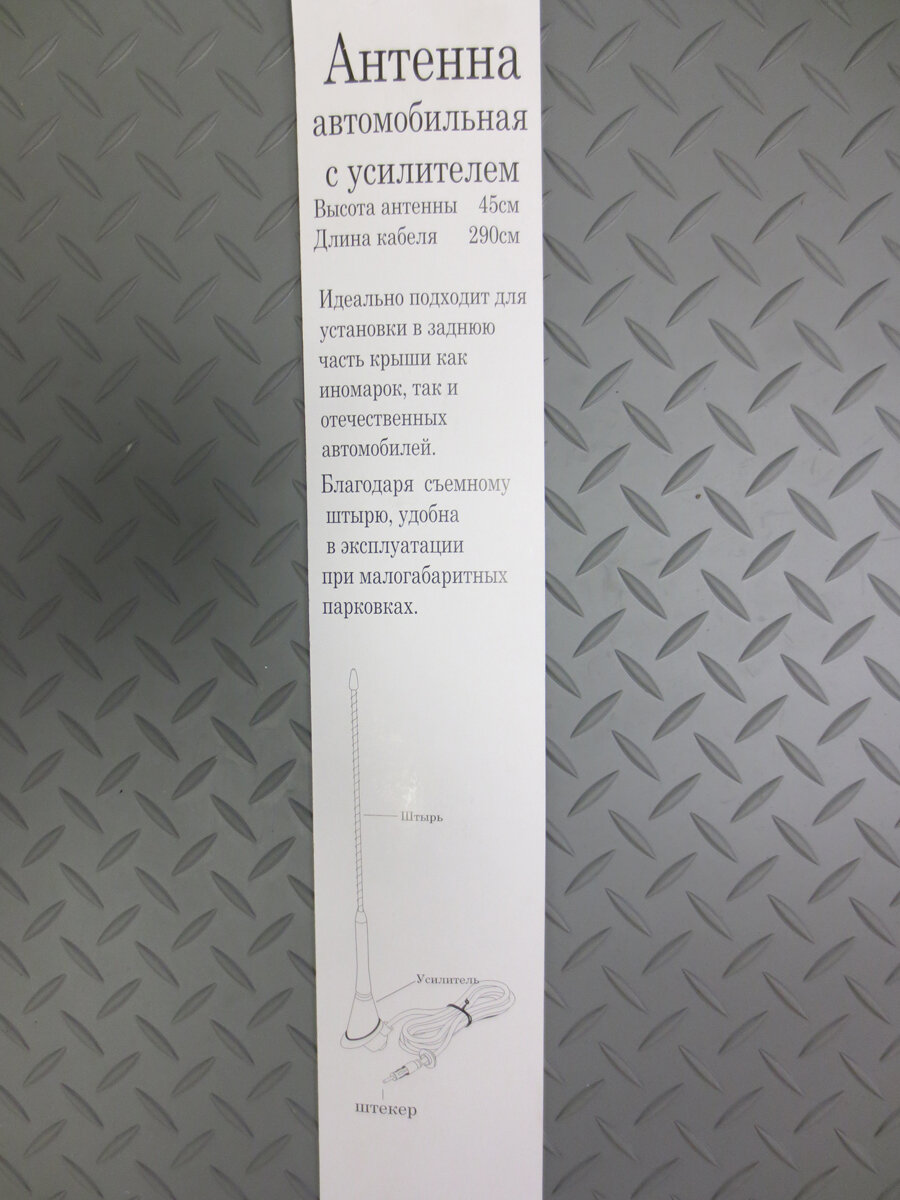 Антенна
автомобильная
с усилителем
Высота антенны 45см
Длина кабеля 290см
Идеально подходит для
установки в заднюю
часть крыши как
иномарок, так и
отечественных
автомобилей.
Благодаря съемному
штырю, удобна
в эксплуатации
при малогабаритных
парковках.
Штырь
Усилитель
штекер